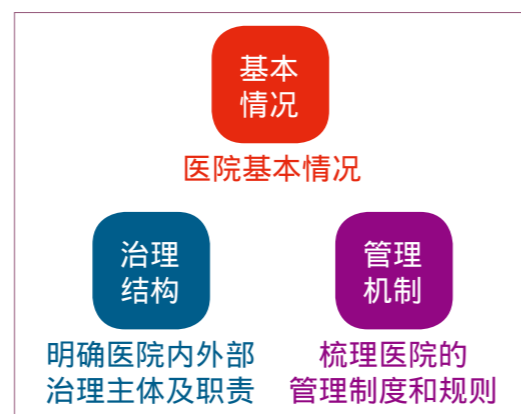 基本
情况
医院基本情况
治理
结构
明确医院内外部
治理主体及职责
管理
机制
梳理医院的
管理制度和规则